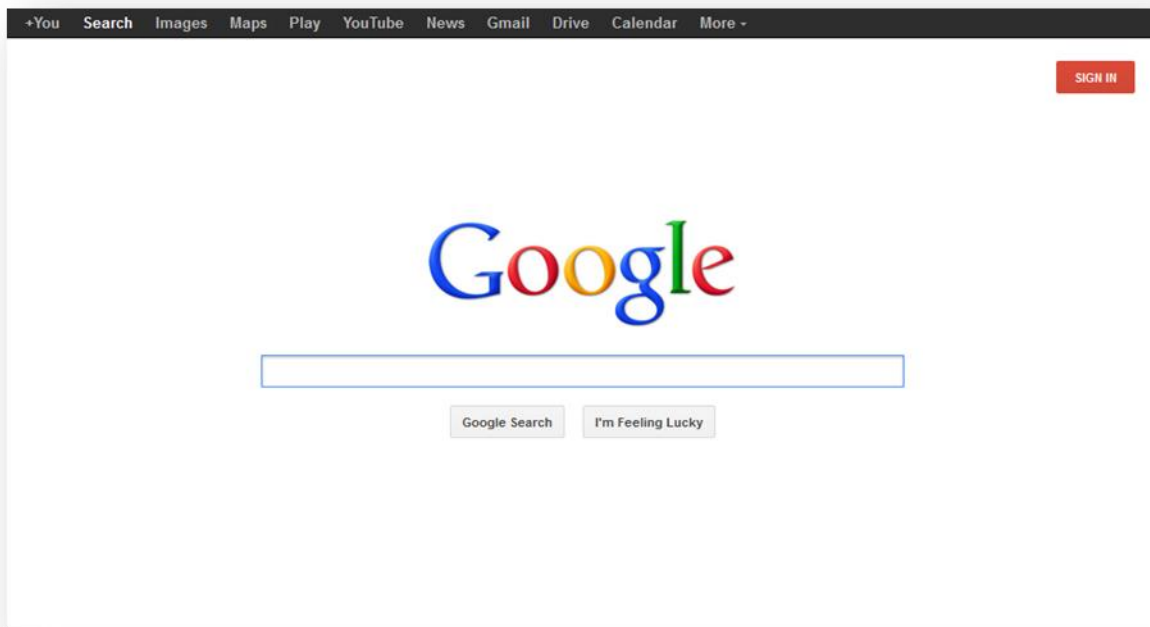 +You Search Images Maps Play YouTube News Gmail Drive Calendar More
SIGN IN
Google
Google Search I'm Feeling Lucky